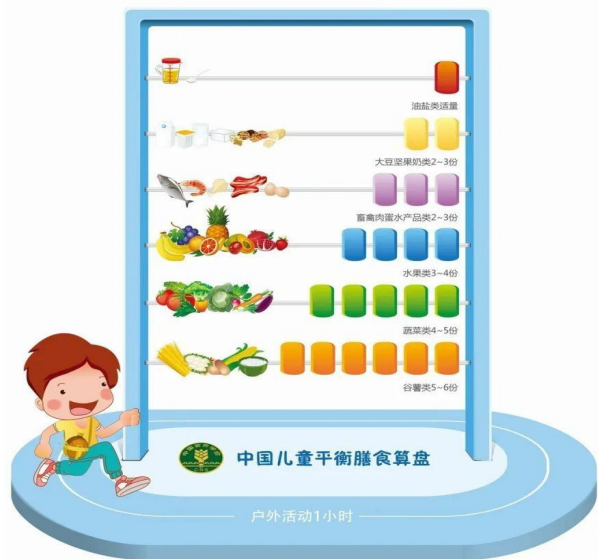 油盐类适量
大豆坚果奶类2~3份
畜禽肉蛋水产品类2~3份
水果类3~4份
蔬菜类4~5份
谷薯类5~6份
中国儿童平衡膳食算盘
户外活动1小时